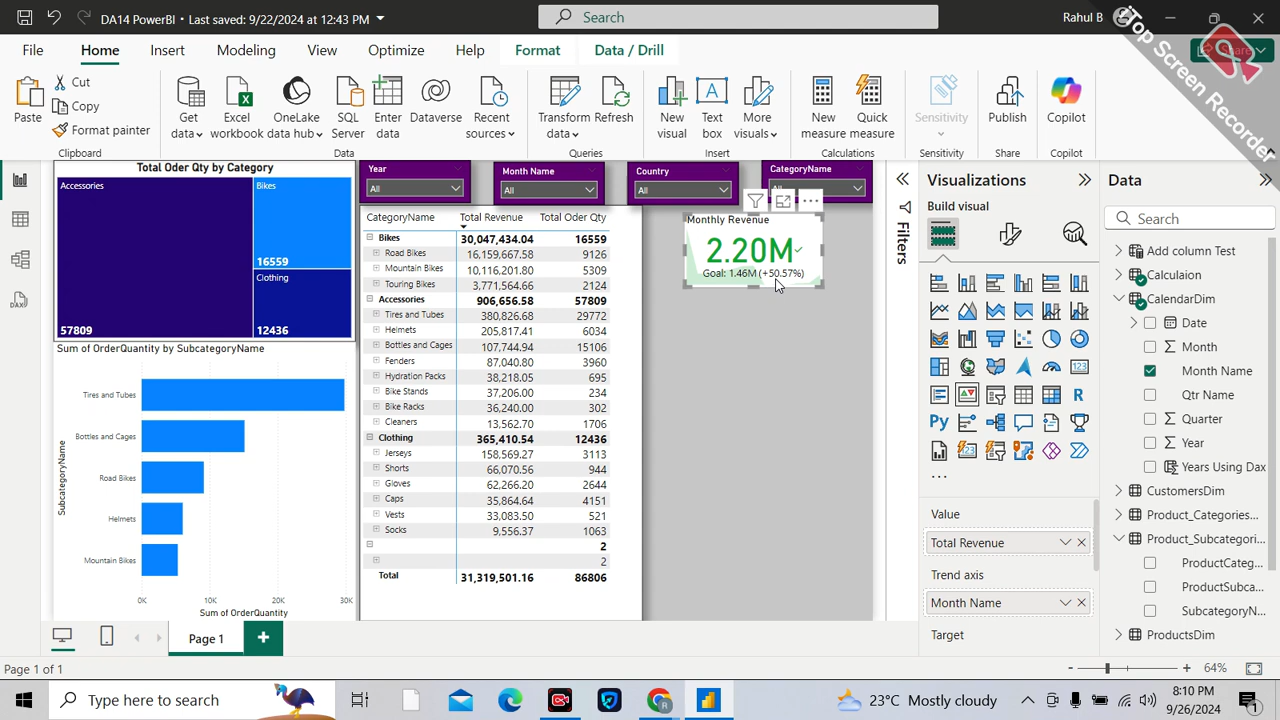 DA14 PowerBI • Last saved: 9/22/2024 at 12:43 PM
Search
Rahul B
iTop Screen Recorder
File
Home
Insert
Modeling
View
Optimize
Help
Format
Data / Drill
Share
Paste
Cut
Copy
Format painter
Get data
Excel workbook
OneLake data hub
SQL Server
Enter data
Dataverse
Recent sources
Transform data
Refresh
New visual
Text box
More visuals
New measure
Quick measure
Sensitivity
Publish
Copilot
Clipboard
Data
Queries
Insert
Calculations
Sensitivity
Share
Copilot
Total Oder Qty by Category
Accessories
57809
Bikes
16559
Clothing
12436
Year
All
Month Name
All
Country
All
CategoryName
CategoryName Total Revenue Total Oder Qty
Bikes 30,047,434.04 16559
Road Bikes 16,159,667.58 9126
Mountain Bikes 10,116,201.80 5309
Touring Bikes 3,771,564.66 2124
Accessories 906,656.58 57809
Tires and Tubes 380,826.68 29772
Helmets 205,817.41 6034
Bottles and Cages 107,744.94 15106
Fenders 87,040.80 3960
Hydration Packs 38,218.05 695
Bike Stands 37,206.00 234
Bike Racks 36,240.00 302
Cleaners 13,562.70 1706
Clothing 365,410.54 12436
Jerseys 158,569.27 3113
Shorts 66,070.56 944
Gloves 62,266.20 2644
Caps 35,864.64 4151
Vests 33,083.50 521
Socks 9,556.37 1063
2
2
Total 31,319,501.16 86806
Monthly Revenue
2.20M
Goal: 1.46M (+50.57%)
Sum of OrderQuantity by SubcategoryName
SubcategoryName
Tires and Tubes
Bottles and Cages
Road Bikes
Helmets
Mountain Bikes
0K 10K 20K 30K
Sum of OrderQuantity
Filters
Visualizations
Build visual
R
Py
123
Value
Total Revenue
Trend axis
Month Name
Target
Data
Search
Add column Test
Calculaion
CalendarDim
Date
Month
Month Name
Qtr Name
Quarter
Year
Years Using Dax
CustomersDim
Product_Categories...
Product_Subcategori...
ProductCateg...
ProductSubca...
SubcategoryN...
ProductsDim
Page 1
Page 1 of 1
64%
Type here to search
23°C Mostly cloudy
8:10 PM
9/26/2024
1